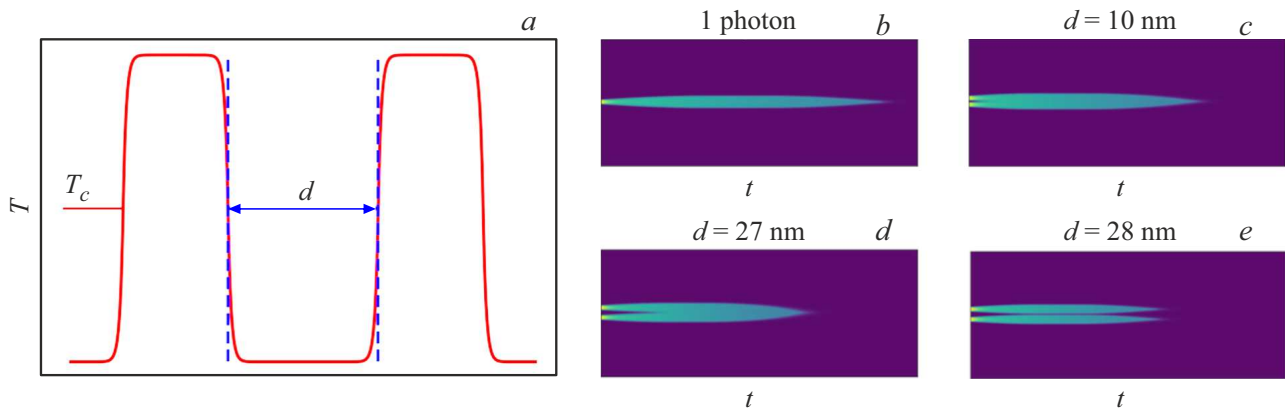 a
T
T_c
d
1 photon
b
t
d = 10 nm
c
t
d = 27 nm
d
t
d = 28 nm
e
t